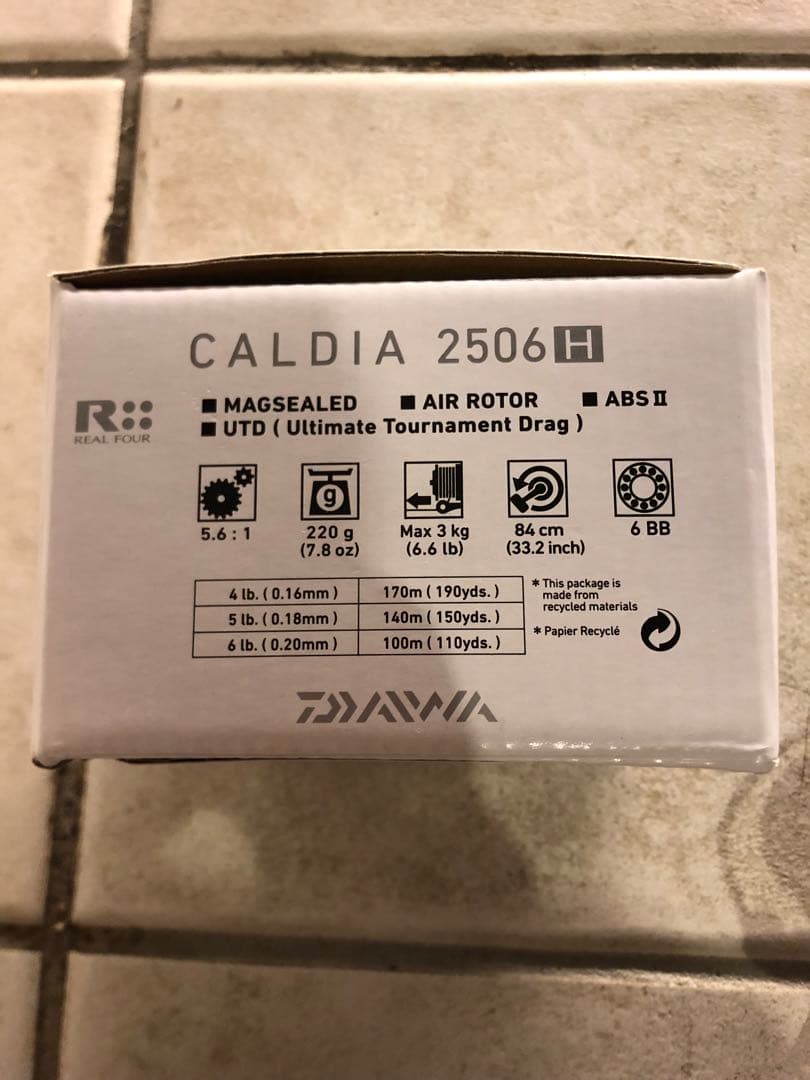 CALDIA 2506 H
R
REAL FOUR
■ MAGSEALED ■ AIR ROTOR ■ ABS II
■ UTD ( Ultimate Tournament Drag )
g
5.6 : 1 220 g Max 3 kg 84 cm 6 BB
(7.8 oz) (6.6 lb) (33.2 inch)
4 lb. ( 0.16mm ) 170m ( 190yds. )
5 lb. ( 0.18mm ) 140m ( 150yds. )
6 lb. ( 0.20mm ) 100m ( 110yds. )
* This package is
made from
recycled materials
* Papier Recyclé
DAIWA